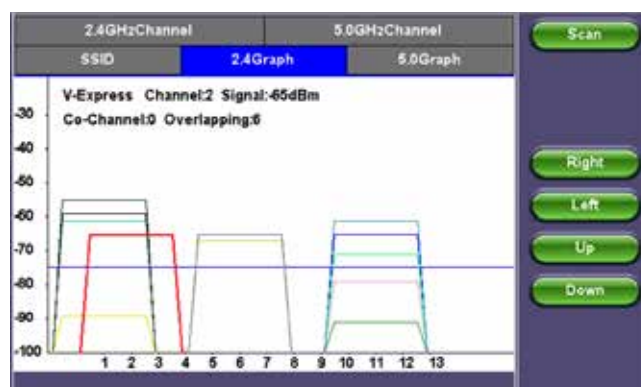 2.4GHzChannel 5.0GHzChannel
SSID 2.4Graph 5.0Graph
V-Express Channel:2 Signal:-65dBm
Co-Channel:0 Overlapping:6
-30
-40
-50
-60
-70
-80
-90
-100
1 2 3 4 5 6 7 8 9 10 11 12 13
Scan
Right
Left
Up
Down